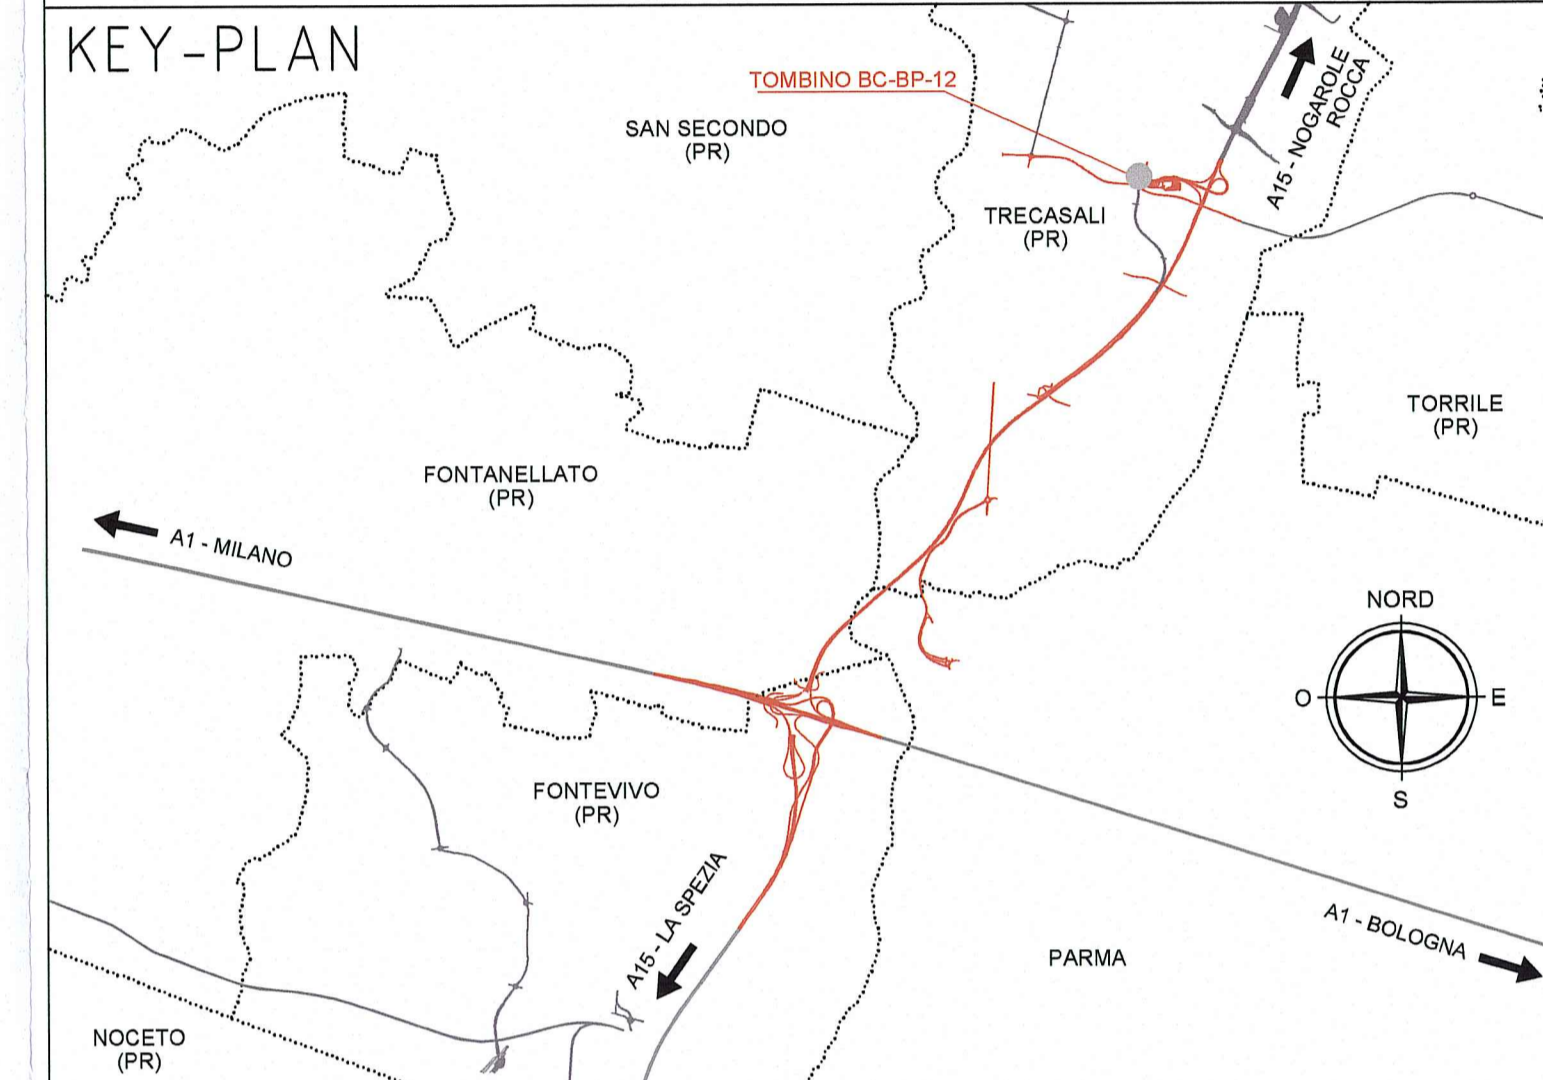 KEY-PLAN
TOMBINO BC-BP-12
SAN SECONDO
(PR)
A15 - NOGAROLE
ROCCA
TRECASALI
(PR)
TORRILE
(PR)
FONTANELLATO
(PR)
A1 - MILANO
NORD
O
E
S
FONTEVIVO
(PR)
A15 - LA SPEZIA
A1 - BOLOGNA
PARMA
NOCETO
(PR)